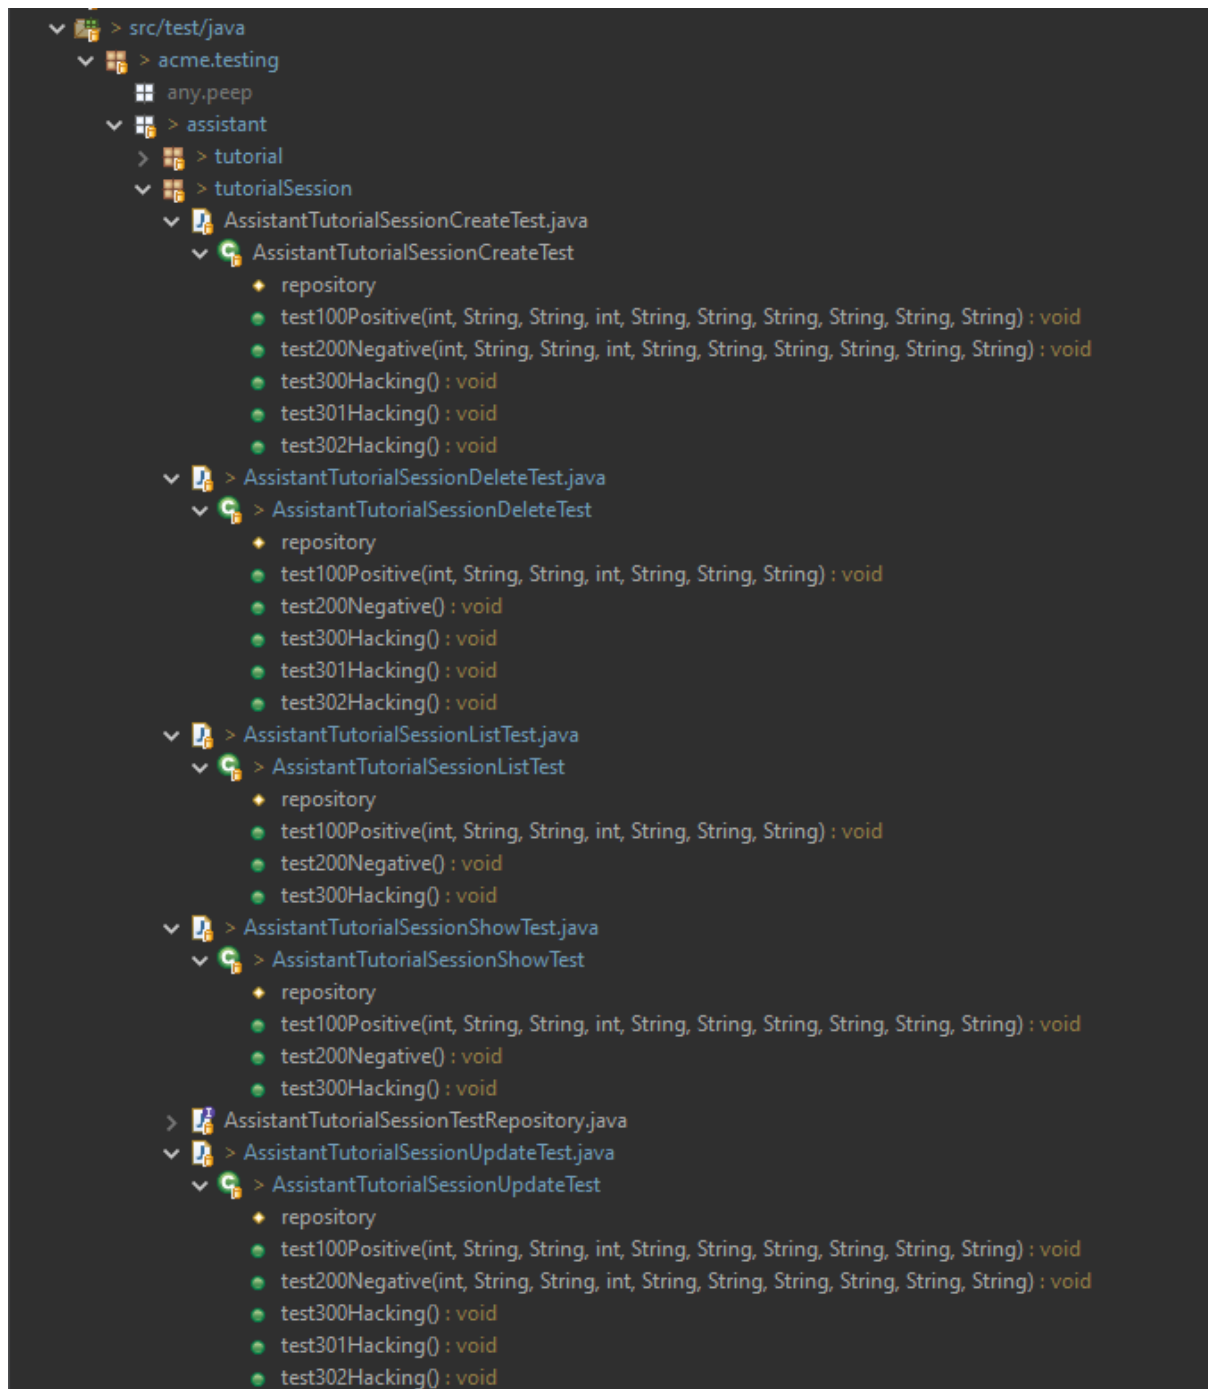 > src/test/java
> acme.testing
any.peep
> assistant
> tutorial
> tutorialSession
AssistantTutorialSessionCreateTest.java
AssistantTutorialSessionCreateTest
repository
test100Positive(int, String, String, int, String, String, String, String, String, String) : void
test200Negative(int, String, String, int, String, String, String, String, String, String) : void
test300Hacking() : void
test301Hacking() : void
test302Hacking() : void
> AssistantTutorialSessionDeleteTest.java
> AssistantTutorialSessionDeleteTest
repository
test100Positive(int, String, String, int, String, String, String) : void
test200Negative() : void
test300Hacking() : void
test301Hacking() : void
test302Hacking() : void
> AssistantTutorialSessionListTest.java
> AssistantTutorialSessionListTest
repository
test100Positive(int, String, String, int, String, String, String) : void
test200Negative() : void
test300Hacking() : void
> AssistantTutorialSessionShowTest.java
> AssistantTutorialSessionShowTest
repository
test100Positive(int, String, String, int, String, String, String, String, String, String) : void
test200Negative() : void
test300Hacking() : void
AssistantTutorialSessionTestRepository.java
> AssistantTutorialSessionUpdateTest.java
> AssistantTutorialSessionUpdateTest
repository
test100Positive(int, String, String, int, String, String, String, String, String, String) : void
test200Negative(int, String, String, int, String, String, String, String, String, String) : void
test300Hacking() : void
test301Hacking() : void
test302Hacking() : void